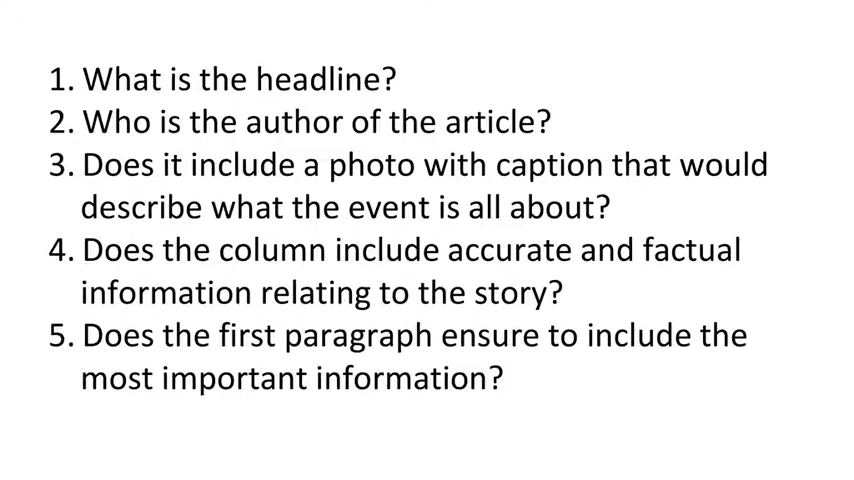 1. What is the headline?
2. Who is the author of the article?
3. Does it include a photo with caption that would
describe what the event is all about?
4. Does the column include accurate and factual
information relating to the story?
5. Does the first paragraph ensure to include the
most important information?